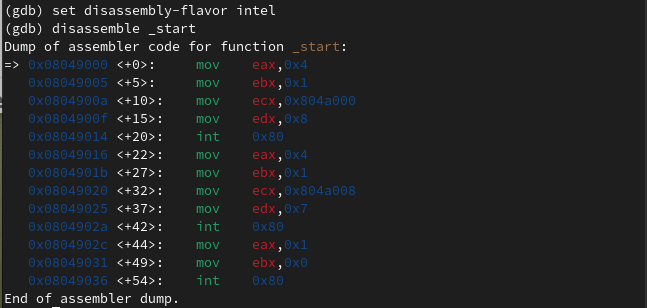 (gdb) set disassembly-flavor intel
(gdb) disassemble _start
Dump of assembler code for function _start:
=> 0x08049000 <+0>:     mov    eax,0x4
   0x08049005 <+5>:     mov    ebx,0x1
   0x0804900a <+10>:    mov    ecx,0x804a000
   0x0804900f <+15>:    mov    edx,0x8
   0x08049014 <+20>:    int    0x80
   0x08049016 <+22>:    mov    eax,0x4
   0x0804901b <+27>:    mov    ebx,0x1
   0x08049020 <+32>:    mov    ecx,0x804a008
   0x08049025 <+37>:    mov    edx,0x7
   0x0804902a <+42>:    int    0x80
   0x0804902c <+44>:    mov    eax,0x1
   0x08049031 <+49>:    mov    ebx,0x0
   0x08049036 <+54>:    int    0x80
End of assembler dump.